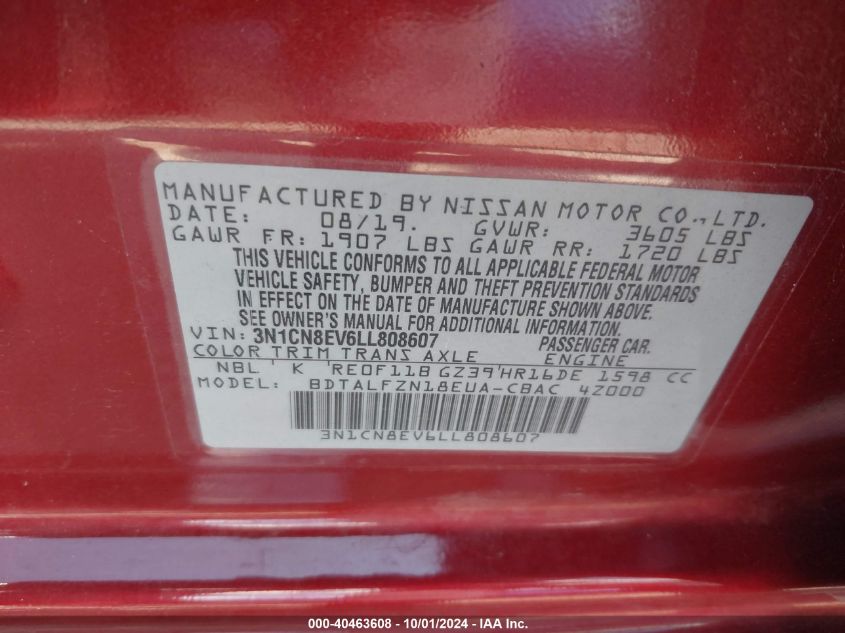 MANUFACTURED BY NISSAN MOTOR CO.,LTD.
DATE: 08/19. GVWR: 3605 LBS
GAWR FR: 1907 LBS GAWR RR: 1720 LBS
THIS VEHICLE CONFORMS TO ALL APPLICABLE FEDERAL MOTOR
VEHICLE SAFETY, BUMPER AND THEFT PREVENTION STANDARDS
IN EFFECT ON THE DATE OF MANUFACTURE SHOWN ABOVE.
SEE OWNER'S MANUAL FOR ADDITIONAL INFORMATION.
VIN: 3N1CN8EV6LL808607 PASSENGER CAR.
COLOR TRIM TRANS AXLE ENGINE
NBL K RE0F11B GZ39 HR16DE 1598 CC
MODEL: BDTALFZN18EUA-CBAC 4Z000
3N1CN8EV6LL808607
000-40463608 - 10/01/2024 - IAA Inc.